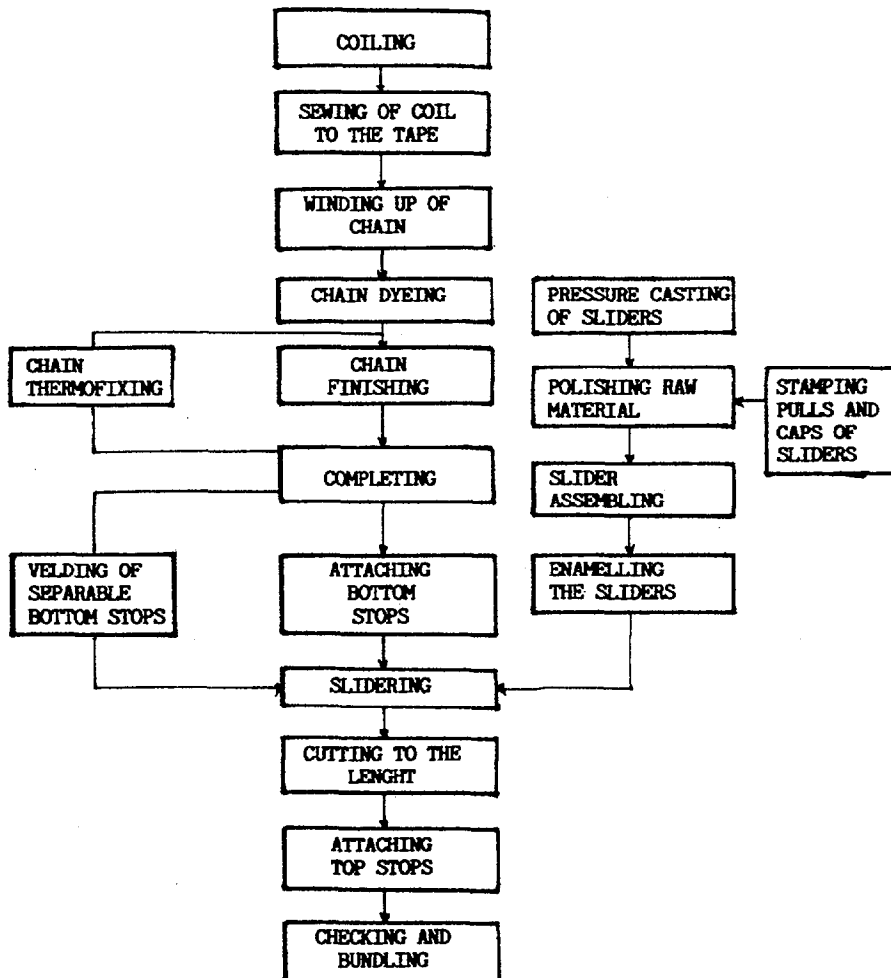 COILING
SEWING OF COIL
TO THE TAPE
WINDING UP OF
CHAIN
CHAIN DYEING
PRESSURE CASTING
OF SLIDERS
CHAIN
THERMOFIXING
CHAIN
FINISHING
POLISHING RAW
MATERIAL
STAMPING
PULLS AND
CAPS OF
SLIDERS
COMPLETING
SLIDER
ASSEMBLING
VELDING OF
SEPARABLE
BOTTOM STOPS
ATTACHING
BOTTOM
STOPS
ENAMELLING
THE SLIDERS
SLIDERING
CUTTING TO THE
LENGHT
ATTACHING
TOP STOPS
CHECKING AND
BUNDLING